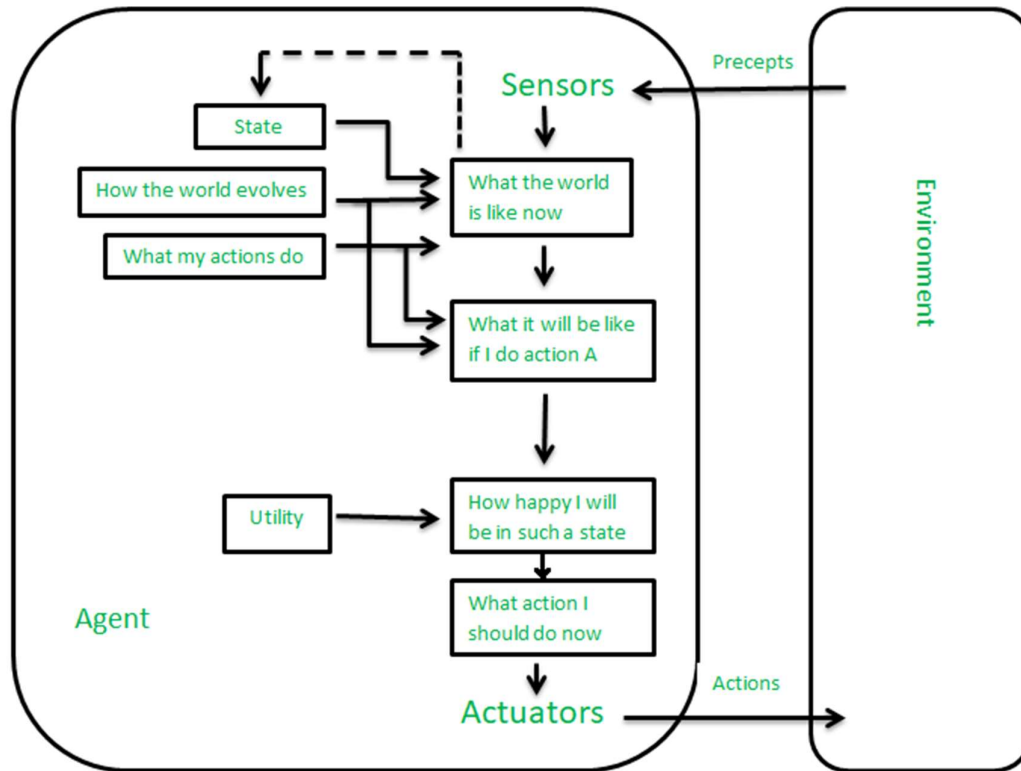 Precepts
Sensors
State
How the world evolves
What the world
is like now
What my actions do
What it will be like
if I do action A
Environment
Utility
How happy I will
be in such a state
What action I
should do now
Agent
Actions
Actuators